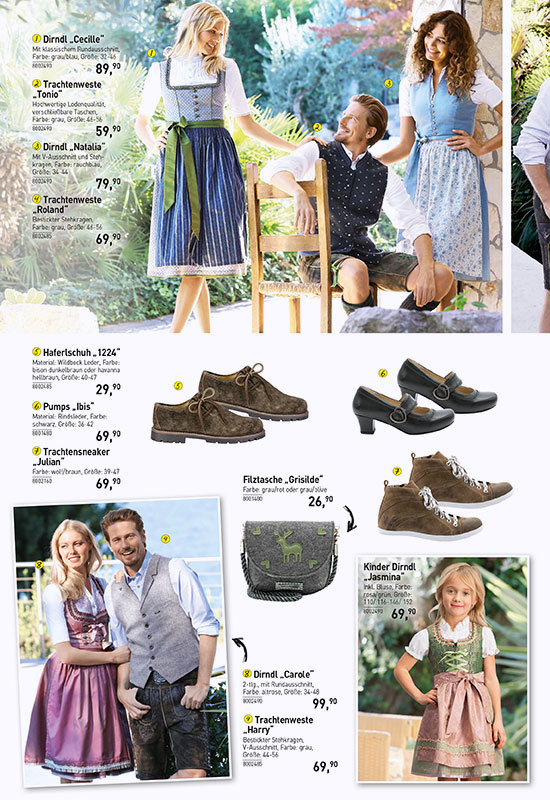 1 Dirndl „Cecille“
Mit klassischem Rundausschnitt,
Farbe: grau/blau, Größe: 32-46
8002490
89,90
2 Trachtenweste
„Tonio“
Hochwertige Lodenqualität,
verschließbare Taschen,
Farbe: grau, Größe: 46-56
8002490
59,90
3 Dirndl „Natalia“
Mit V-Ausschnitt und Steh-
kragen, Farbe: rauchblau,
Größe: 34-44
8002490
79,90
4 Trachtenweste
„Roland“
Bestickter Stehkragen,
Farbe: grau, Größe: 46-56
8002485
69,90
1
2
3
5 Haferlschuh „1224“
Material: Wildbock Leder, Farbe:
bison dunkelbraun oder havanna
hellbraun, Größe: 40-47
8002485
29,90
6 Pumps „Ibis“
Material: Rindsleder, Farbe:
schwarz, Größe: 36-42
8001480
69,90
7 Trachtensneaker
„Julian“
Farbe: woll/braun, Größe: 39-47
8002160
69,90
5
6
7
Filztasche „Grisilde“
Farbe: grau/rot oder grau/olive
8001480
26,90
8
9
Kinder Dirndl
„Jasmina“
Inkl. Bluse, Farbe:
rosa/grün, Größe:
110/ 116-146/ 152
8002490
69,90
8 Dirndl „Carole“
2-tlg., mit Rundausschnitt,
Farbe: altrose, Größe: 34-48
8002490
99,90
9 Trachtenweste
„Harry“
Bestickter Stehkragen,
V-Ausschnitt, Farbe: grau,
Größe: 44-56
8002485
69,90